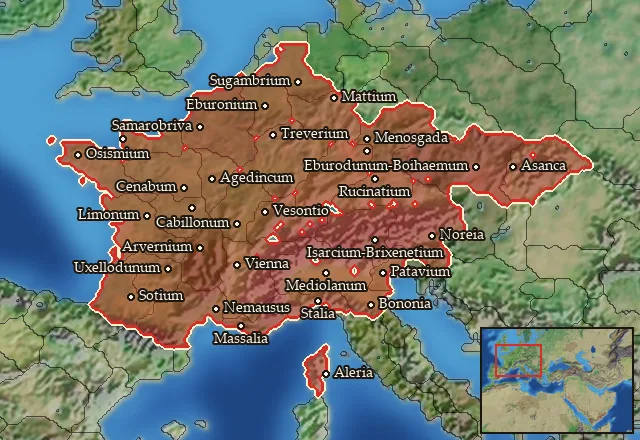 Sugambrium
Mattium
Eburonium
Samarobriva
Treverium
Menosgada
Osismium
Eburodunum-Boihaemum
Asanca
Cenabum
Agedincum
Rucinatium
Limonum
Cabillonum
Vesontio
Noreia
Arvernium
Isarcium-Brixenetium
Uxellodunum
Vienna
Patavium
Mediolanum
Sotium
Nemausus
Stalia
Bononia
Massalia
Aleria